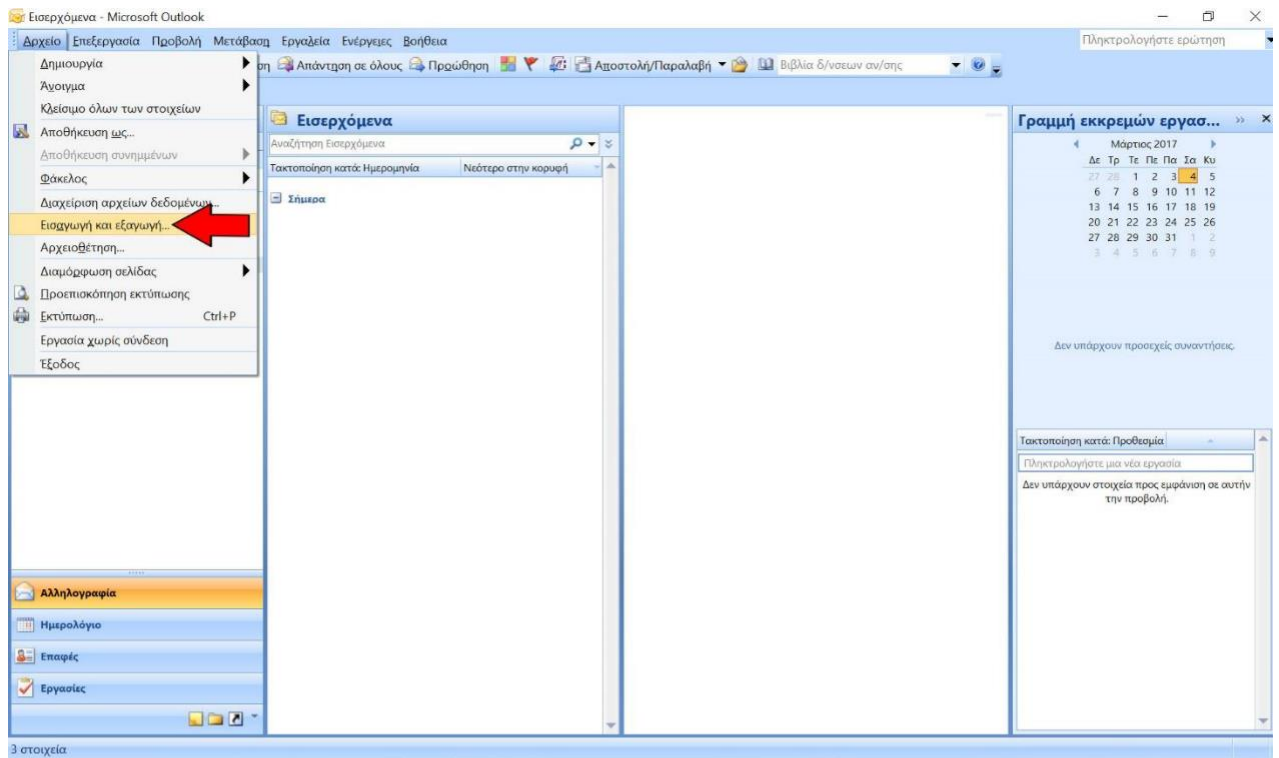 Εισερχόμενα - Microsoft Outlook
Αρχείο Επεξεργασία Προβολή Μετάβαση Εργαλεία Ενέργειες Βοήθεια
Πληκτρολογήστε ερώτηση
Απάντηση σε όλους Προώθηση Αποστολή/Παραλαβή Βιβλία δ/νσεων αν/σης
Δημιουργία
Άνοιγμα
Κλείσιμο όλων των στοιχείων
Αποθήκευση ως...
Αποθήκευση συνημμένων
Φάκελος
Διαχείριση αρχείων δεδομένων...
Εισαγωγή και εξαγωγή...
Αρχειοθέτηση...
Διαμόρφωση σελίδας
Προεπισκόπηση εκτύπωσης
Εκτύπωση... Ctrl+P
Εργασία χωρίς σύνδεση
Έξοδος
Αλληλογραφία
Ημερολόγιο
Επαφές
Εργασίες
Εισερχόμενα
Αναζήτηση Εισερχόμενα
Τακτοποίηση κατά: Ημερομηνία Νεότερο στην κορυφή
Σήμερα
Γραμμή εκκρεμών εργασ...
Μάρτιος 2017
Δε Τρ Τε Πε Πα Σα Κυ
27 28 1 2 3 4 5
6 7 8 9 10 11 12
13 14 15 16 17 18 19
20 21 22 23 24 25 26
27 28 29 30 31 1 2
3 4 5 6 7 8 9
Δεν υπάρχουν προσεχείς συναντήσεις.
Τακτοποίηση κατά: Προθεσμία
Πληκτρολογήστε μια νέα εργασία
Δεν υπάρχουν στοιχεία προς εμφάνιση σε αυτήν
την προβολή.
3 στοιχεία